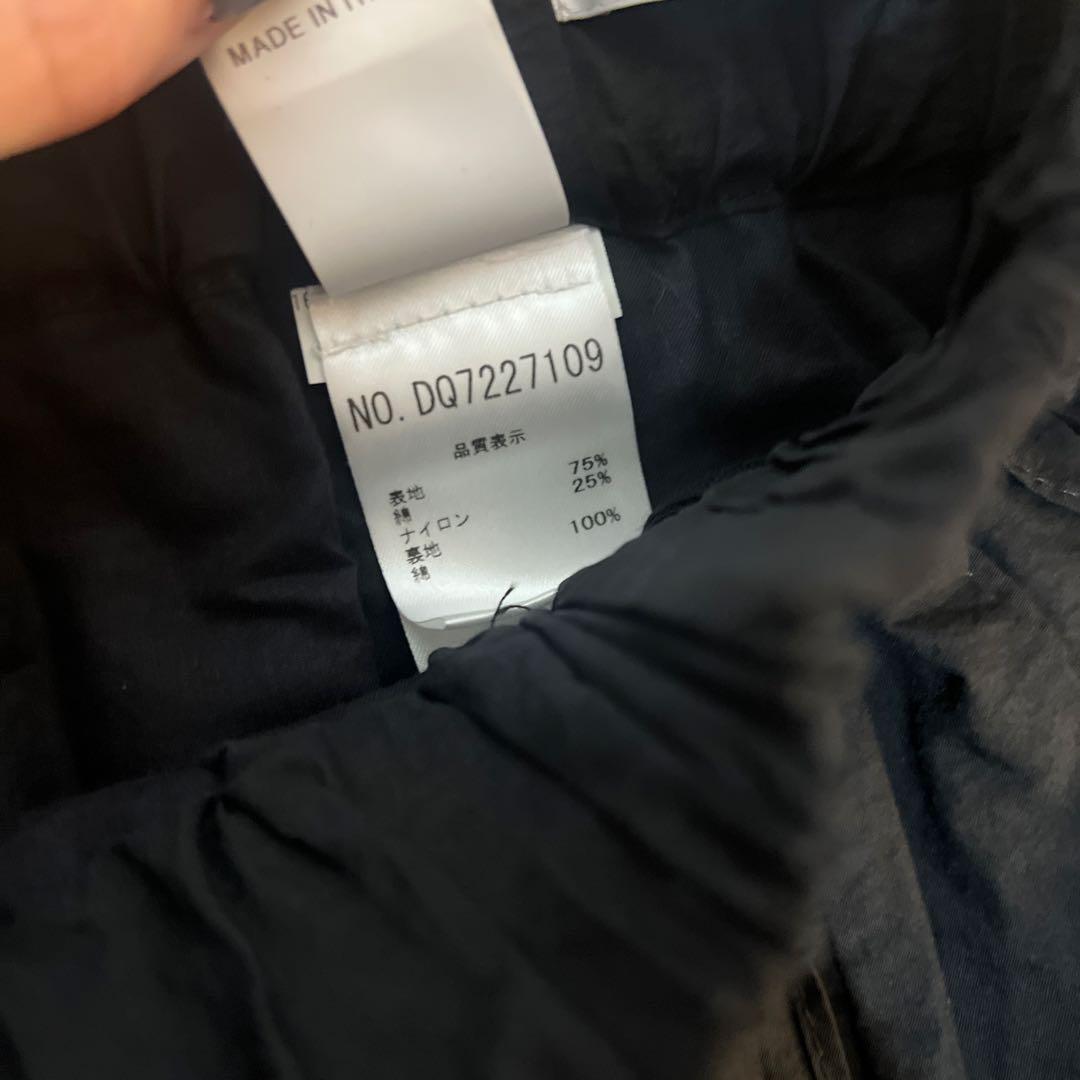 MADE IN
NO. DQ7227109
品質表示
表地
綿 75%
ナイロン 25%
裏地
綿 100%